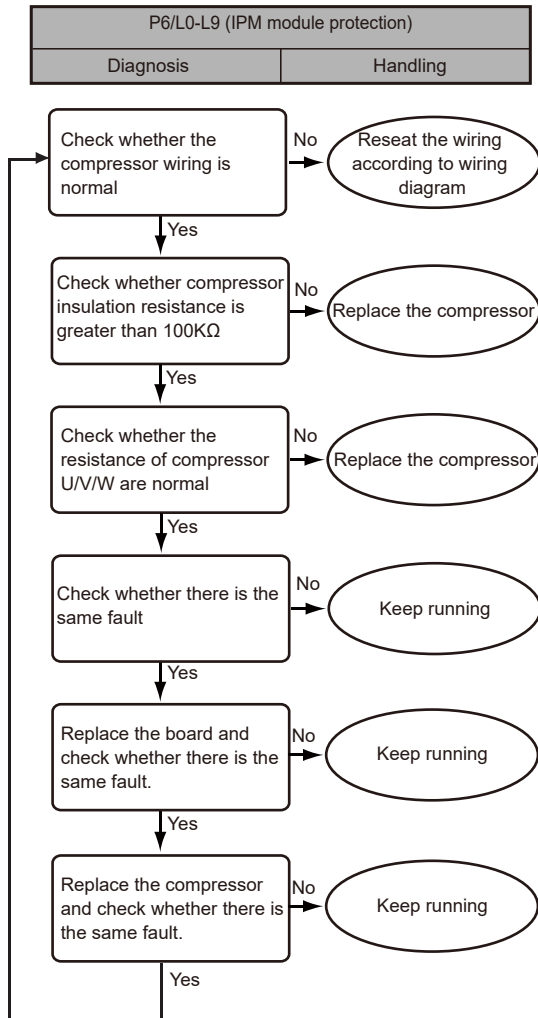 P6/L0-L9 (IPM module protection)
Diagnosis
Handling
Check whether the
compressor wiring is
normal
No
Reseat the wiring
according to wiring
diagram
Yes
Check whether compressor
insulation resistance is
greater than 100KΩ
No
Replace the compressor
Yes
Check whether the
resistance of compressor
U/V/W are normal
No
Replace the compressor
Yes
Check whether there is the
same fault
No
Keep running
Yes
Replace the board and
check whether there is the
same fault.
No
Keep running
Yes
Replace the compressor
and check whether there is
the same fault.
No
Keep running
Yes